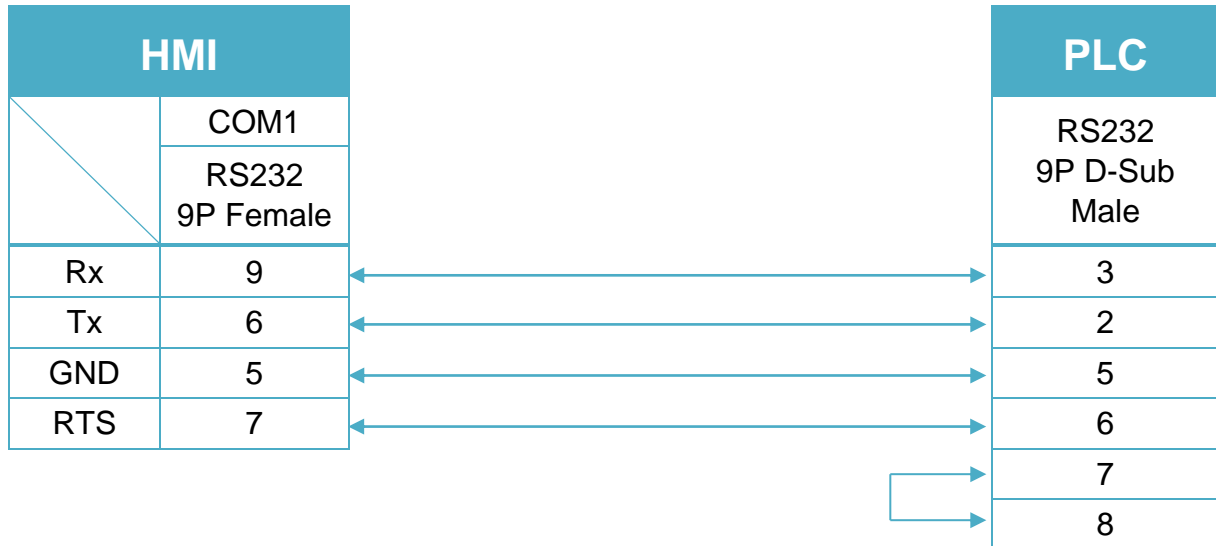 HMI
PLC
COM1
RS232
9P Female
RS232
9P D-Sub
Male
Rx 9 3
Tx 6 2
GND 5 5
RTS 7 6
7
8